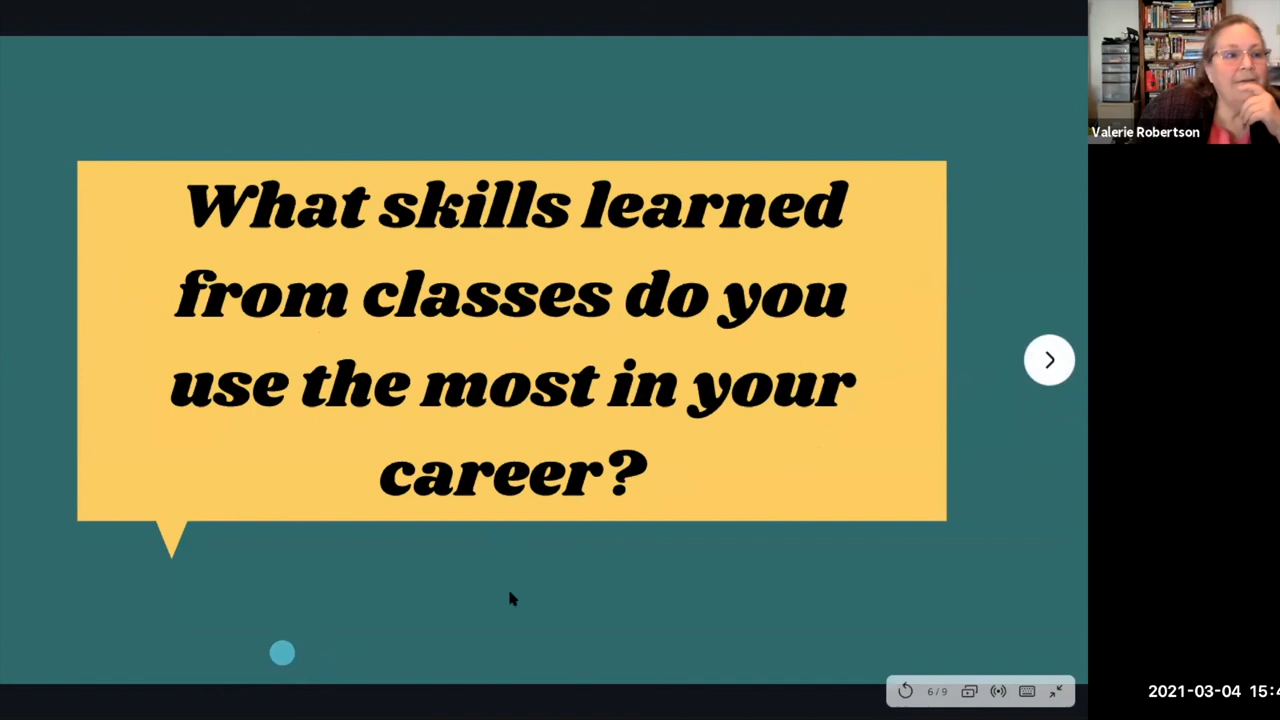 What skills learned
from classes do you
use the most in your
career?
Valerie Robertson
6/9
2021-03-04 15:4